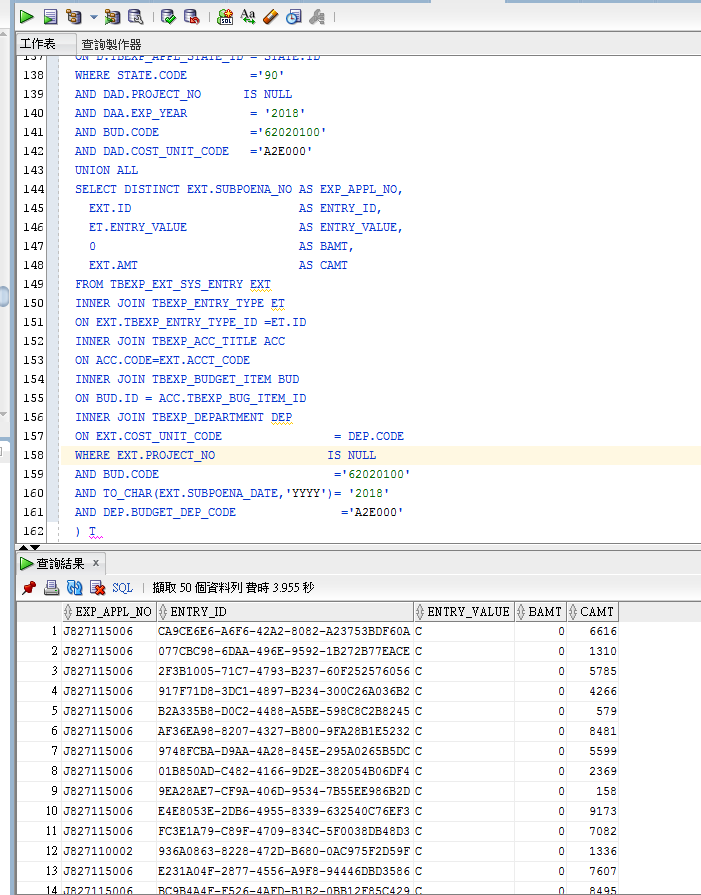 工作表 查詢製作器
137 ON D.TBEXP_APPL_STATE_ID = STATE.ID
138 WHERE STATE.CODE ='90'
139 AND DAD.PROJECT_NO IS NULL
140 AND DAA.EXP_YEAR = '2018'
141 AND BUD.CODE ='62020100'
142 AND DAD.COST_UNIT_CODE ='A2E000'
143 UNION ALL
144 SELECT DISTINCT EXT.SUBPOENA_NO AS EXP_APPL_NO,
145 EXT.ID AS ENTRY_ID,
146 ET.ENTRY_VALUE AS ENTRY_VALUE,
147 0 AS BAMT,
148 EXT.AMT AS CAMT
149 FROM TBEXP_EXT_SYS_ENTRY EXT
150 INNER JOIN TBEXP_ENTRY_TYPE ET
151 ON EXT.TBEXP_ENTRY_TYPE_ID =ET.ID
152 INNER JOIN TBEXP_ACC_TITLE ACC
153 ON ACC.CODE=EXT.ACCT_CODE
154 INNER JOIN TBEXP_BUDGET_ITEM BUD
155 ON BUD.ID = ACC.TBEXP_BUG_ITEM_ID
156 INNER JOIN TBEXP_DEPARTMENT DEP
157 ON EXT.COST_UNIT_CODE = DEP.CODE
158 WHERE EXT.PROJECT_NO IS NULL
159 AND BUD.CODE ='62020100'
160 AND TO_CHAR(EXT.SUBPOENA_DATE,'YYYY')= '2018'
161 AND DEP.BUDGET_DEP_CODE ='A2E000'
162 ) T
查詢結果 ×
SQL | 擷取 50 個資料列 費時 3.955 秒
EXP_APPL_NO ENTRY_ID ENTRY_VALUE BAMT CAMT
1 J827115006 CA9CE6E6-A6F6-42A2-8082-A23753BDF60A C 0 6616
2 J827115006 077CBC98-6DAA-496E-9592-1B272B77EACE C 0 1310
3 J827115006 2F3B1005-71C7-4793-B237-60F252576056 C 0 5785
4 J827115006 917F71D8-3DC1-4897-B234-300C26A036B2 C 0 4266
5 J827115006 B2A335B8-D0C2-4488-A5BE-598C8C2B8245 C 0 579
6 J827115006 AF36EA98-8207-4327-B800-9FA28B1E5232 C 0 8481
7 J827115006 9748FCBA-D9AA-4A28-845E-295A0265B5DC C 0 5599
8 J827115006 01B850AD-C482-4166-9D2E-382054B06DF4 C 0 2369
9 J827115006 9EA28AE7-CF9A-406D-9534-7B55EE986B2D C 0 158
10 J827115006 E4E8053E-2DB6-4955-8339-632540C76EF3 C 0 9173
11 J827115006 FC3E1A79-C89F-4709-834C-5F0038DB48D3 C 0 7082
12 J827110002 936A0863-8228-472D-B680-0AC975F2D59F C 0 1336
13 J827115006 E231A04F-2877-4556-A9F8-94446DBD3586 C 0 7607
14 J827115006 BC9B4A4F-F526-4AFD-B1B2-0BB12F85C429 C 0 8495